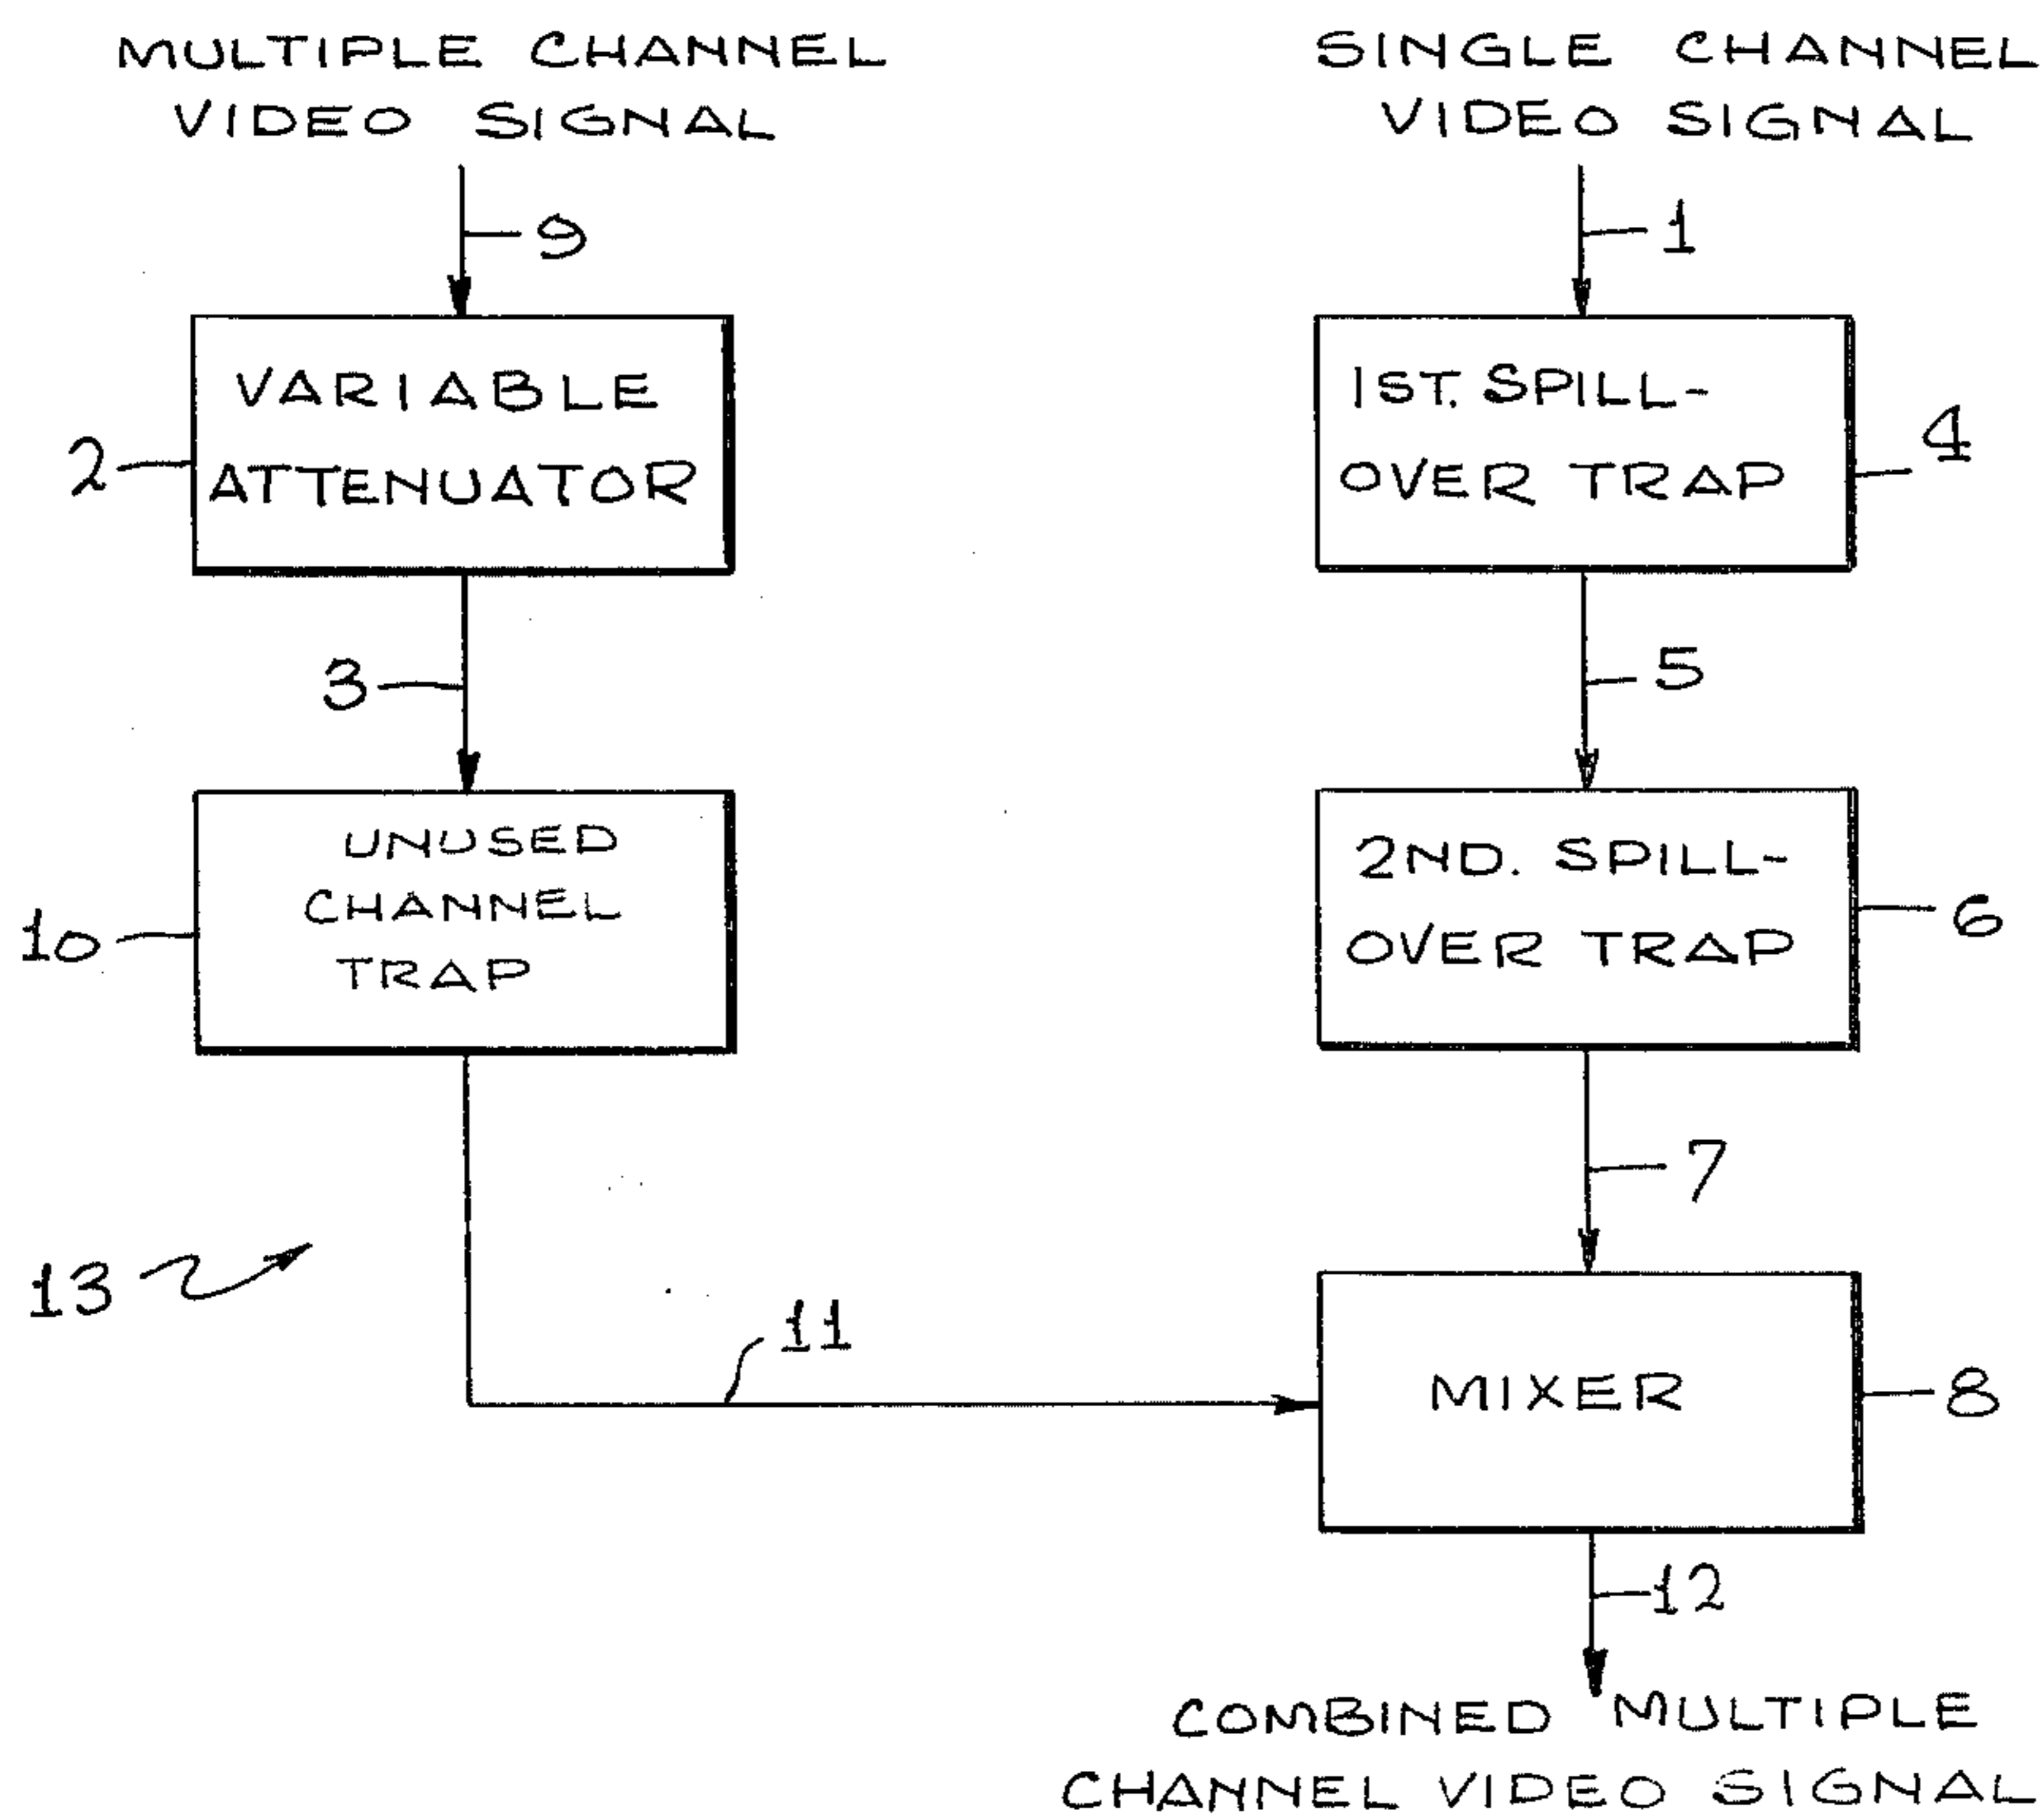 MULTIPLE CHANNEL
VIDEO SIGNAL
SINGLE CHANNEL
VIDEO SIGNAL
9
1
VARIABLE
ATTENUATOR
2
1ST. SPILL-
OVER TRAP
4
3
5
UNUSED
CHANNEL
TRAP
10
2ND. SPILL-
OVER TRAP
6
7
13
11
MIXER
8
12
COMBINED MULTIPLE
CHANNEL VIDEO SIGNAL